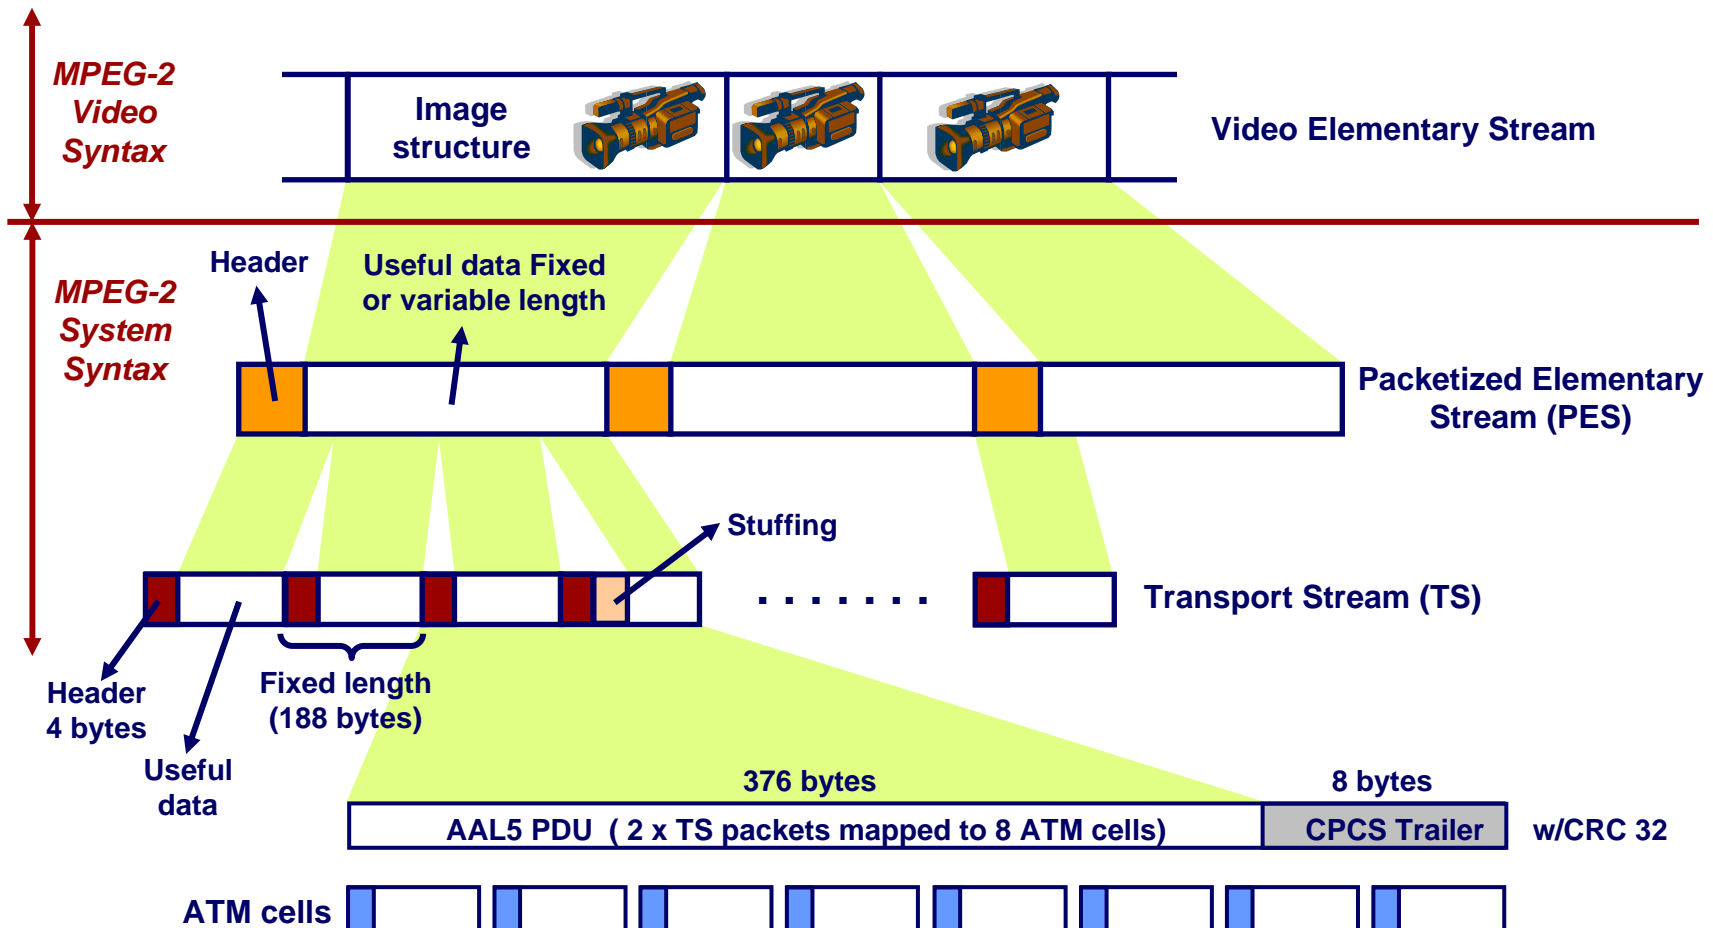 MPEG-2
Video
Syntax
Image
structure
Video Elementary Stream
MPEG-2
System
Syntax
Header
Useful data Fixed
or variable length
Packetized Elementary
Stream (PES)
Stuffing
. . . . . . .
Transport Stream (TS)
Header
4 bytes
Fixed length
(188 bytes)
Useful
data
376 bytes
8 bytes
AAL5 PDU ( 2 x TS packets mapped to 8 ATM cells)
CPCS Trailer
w/CRC 32
ATM cells